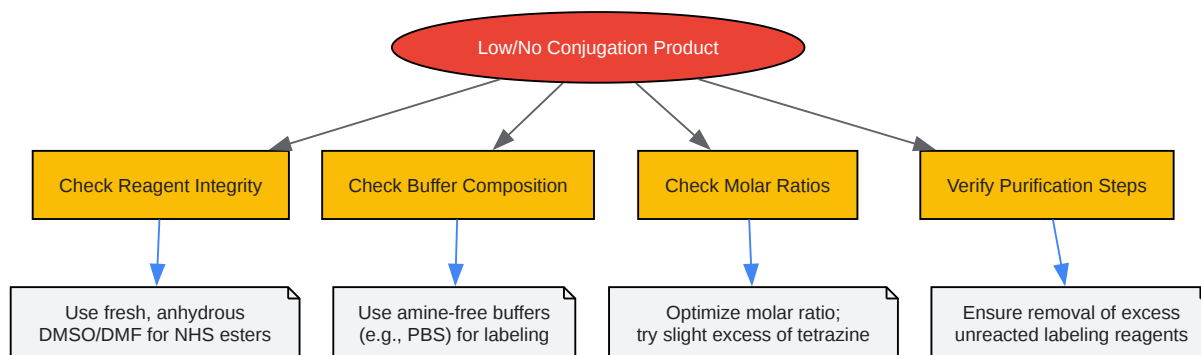 Low/No Conjugation Product
Check Reagent Integrity
Check Buffer Composition
Check Molar Ratios
Verify Purification Steps
Use fresh, anhydrous
DMSO/DMF for NHS esters
Use amine-free buffers
(e.g., PBS) for labeling
Optimize molar ratio;
try slight excess of tetrazine
Ensure removal of excess
unreacted labeling reagents